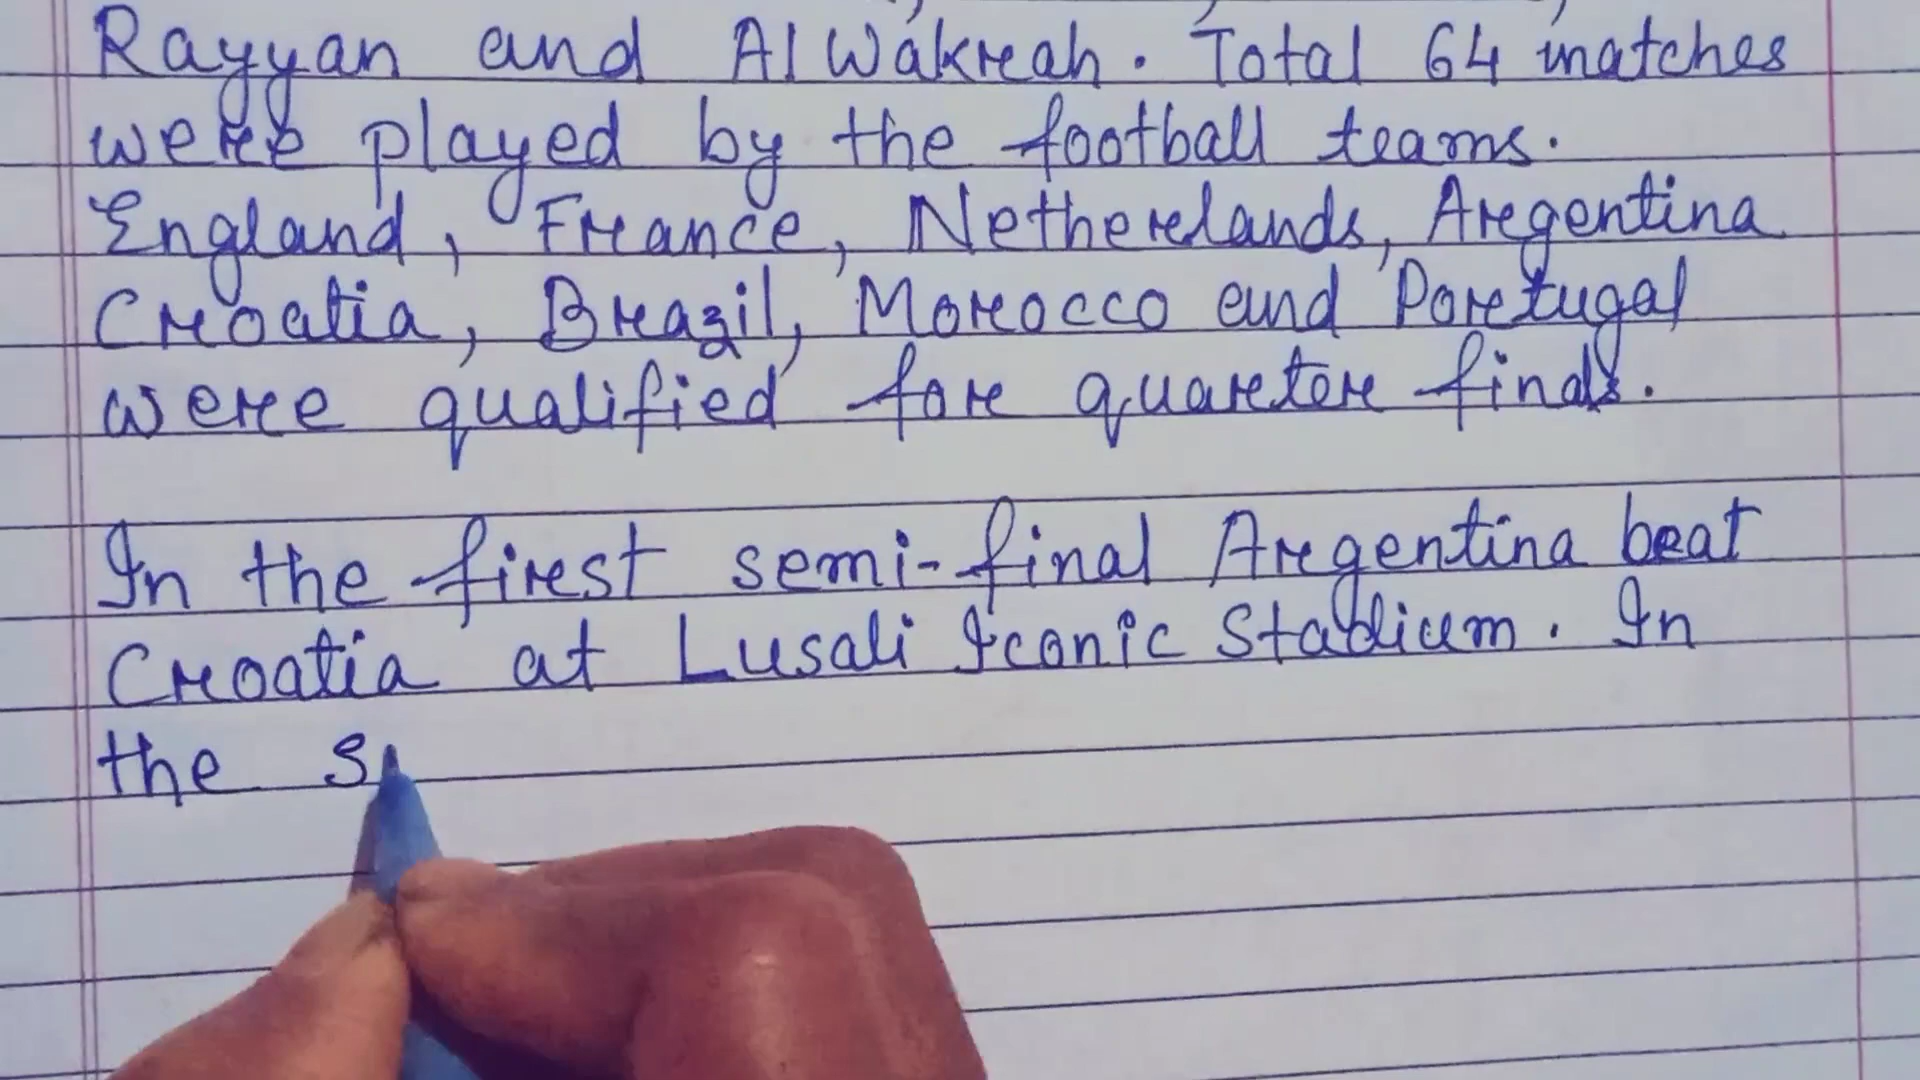 Rayyan and Al Wakrah. Total 64 matches
were played by the football teams.
England, France, Netherlands, Argentina
Croatia, Brazil, Morocco and Portugal
were qualified for quarter finals.
In the first semi-final Argentina beat
Croatia at Lusali Iconic Stadium. In
the s